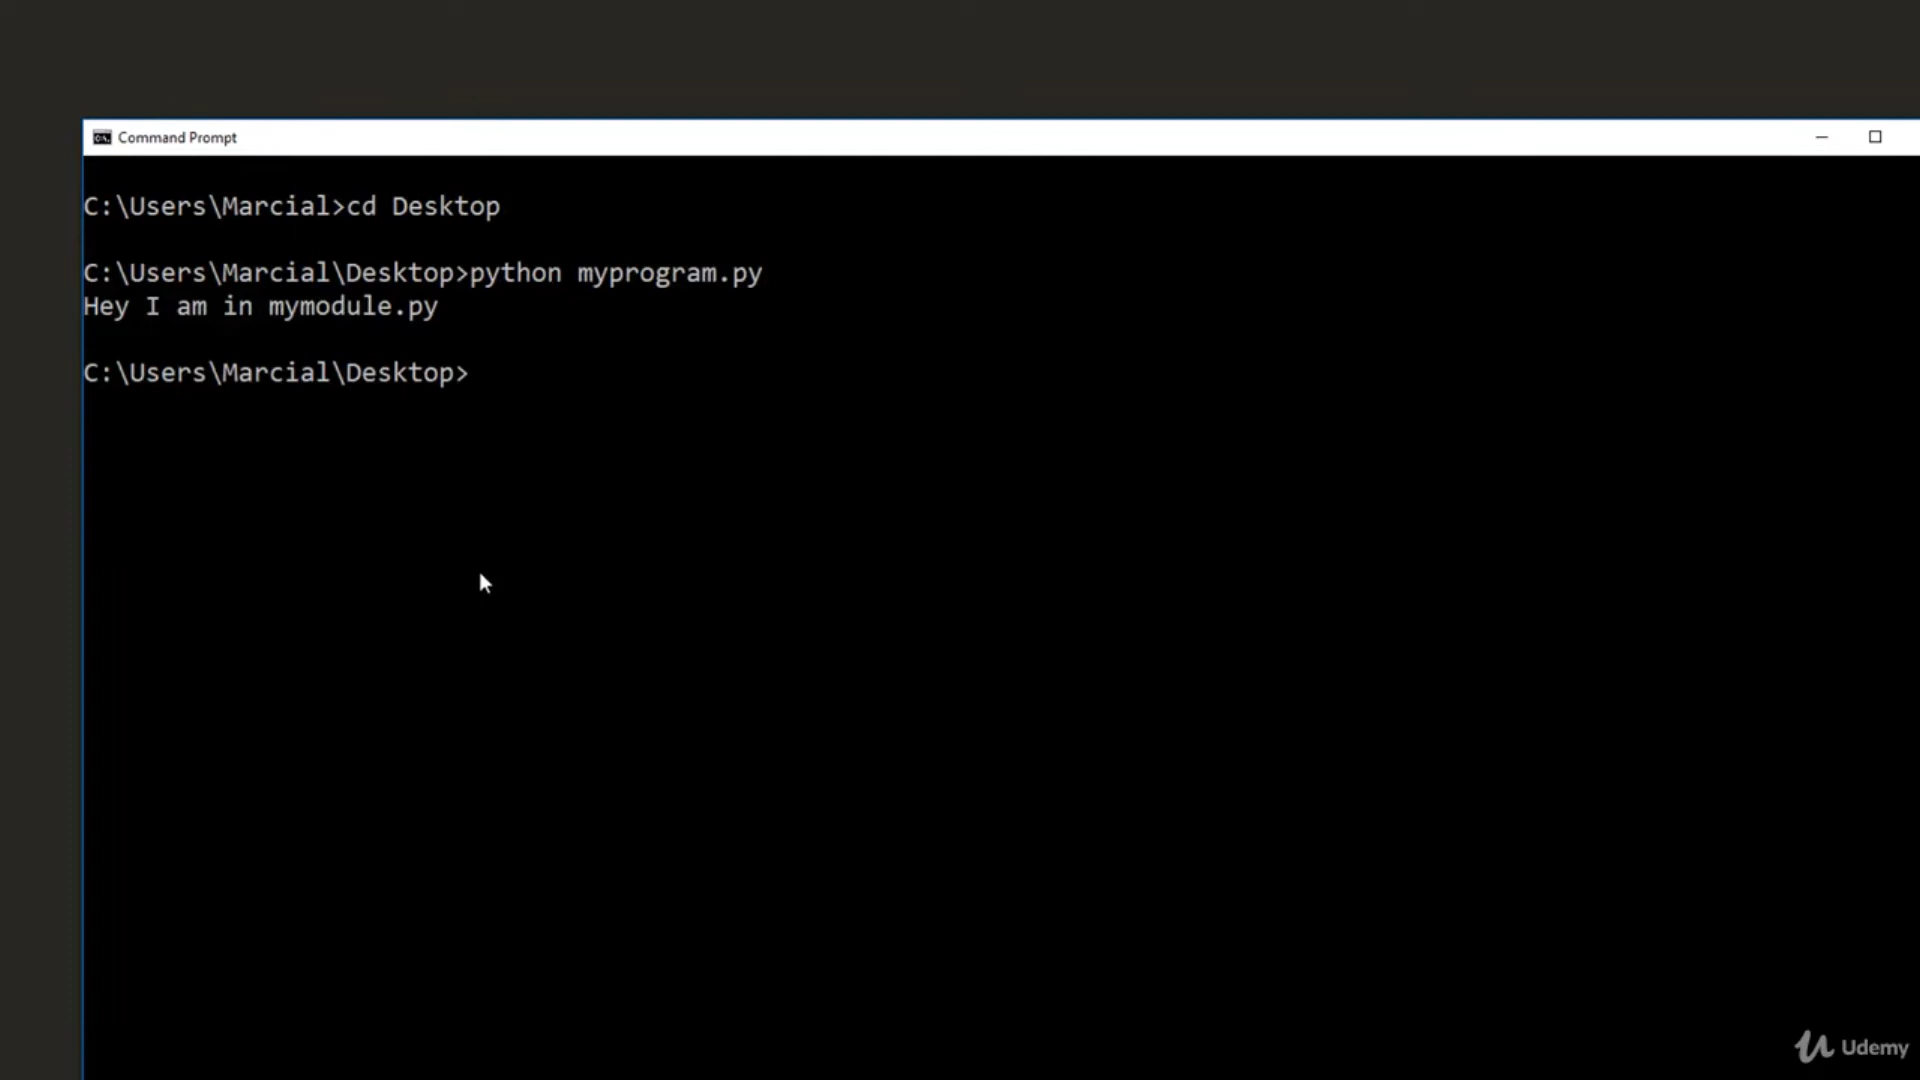 Command Prompt
C:\Users\Marcial>cd Desktop
C:\Users\Marcial\Desktop>python myprogram.py
Hey I am in mymodule.py
C:\Users\Marcial\Desktop>
Udemy